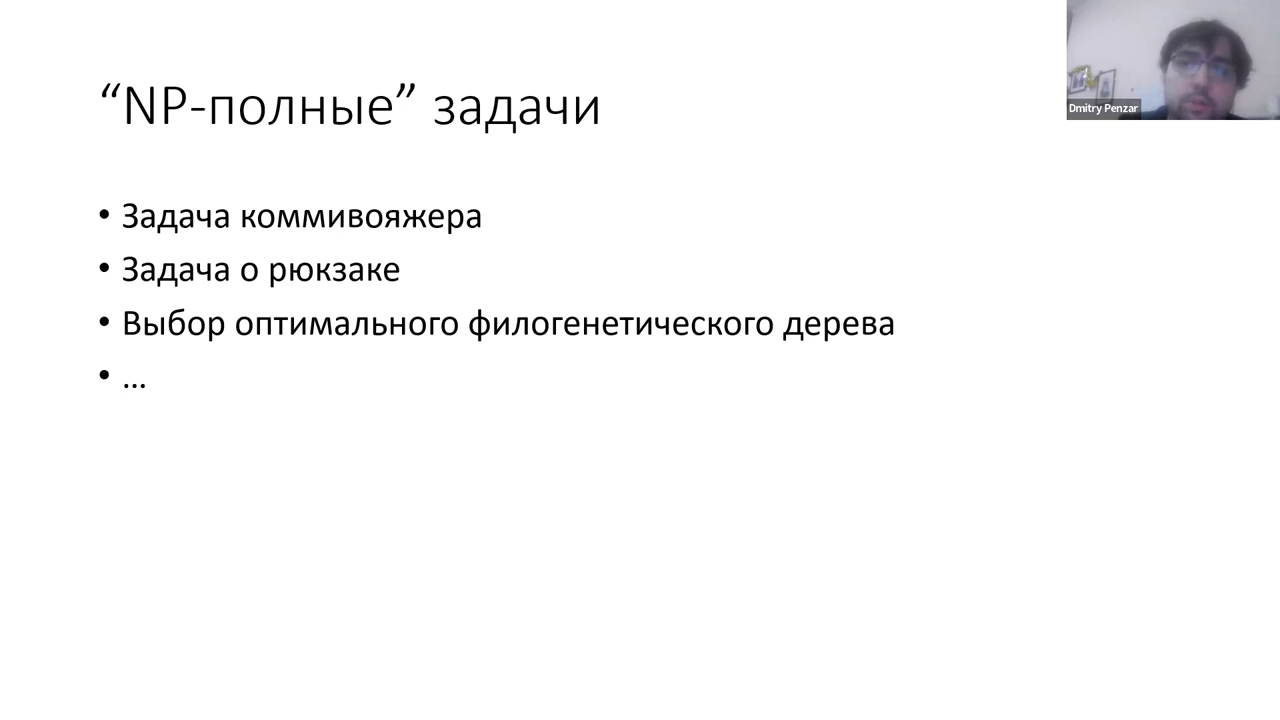 “NP-полные” задачи
Dmitry Penzar
• Задача коммивояжера
• Задача о рюкзаке
• Выбор оптимального филогенетического дерева
• …